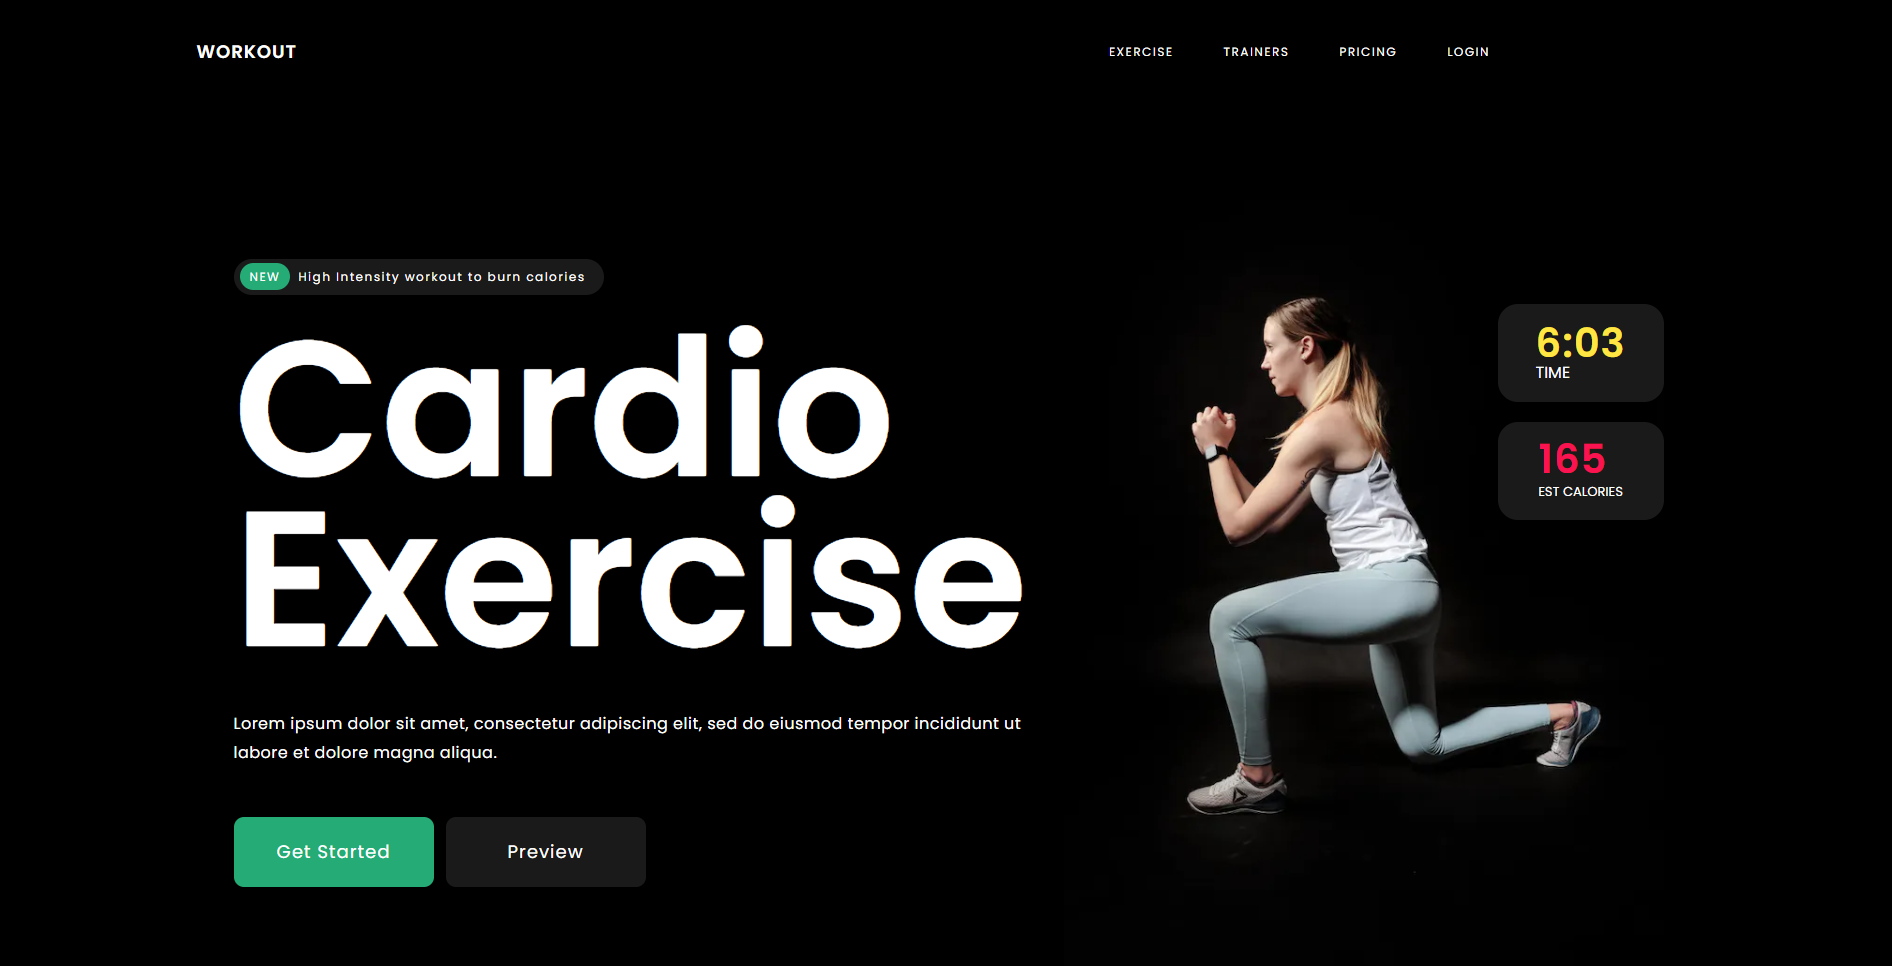 WORKOUT
EXERCISE TRAINERS PRICING LOGIN
NEW High Intensity workout to burn calories
Cardio
Exercise
Lorem ipsum dolor sit amet, consectetur adipiscing elit, sed do eiusmod tempor incididunt ut
labore et dolore magna aliqua.
Get Started
Preview
6:03
TIME
165
EST CALORIES